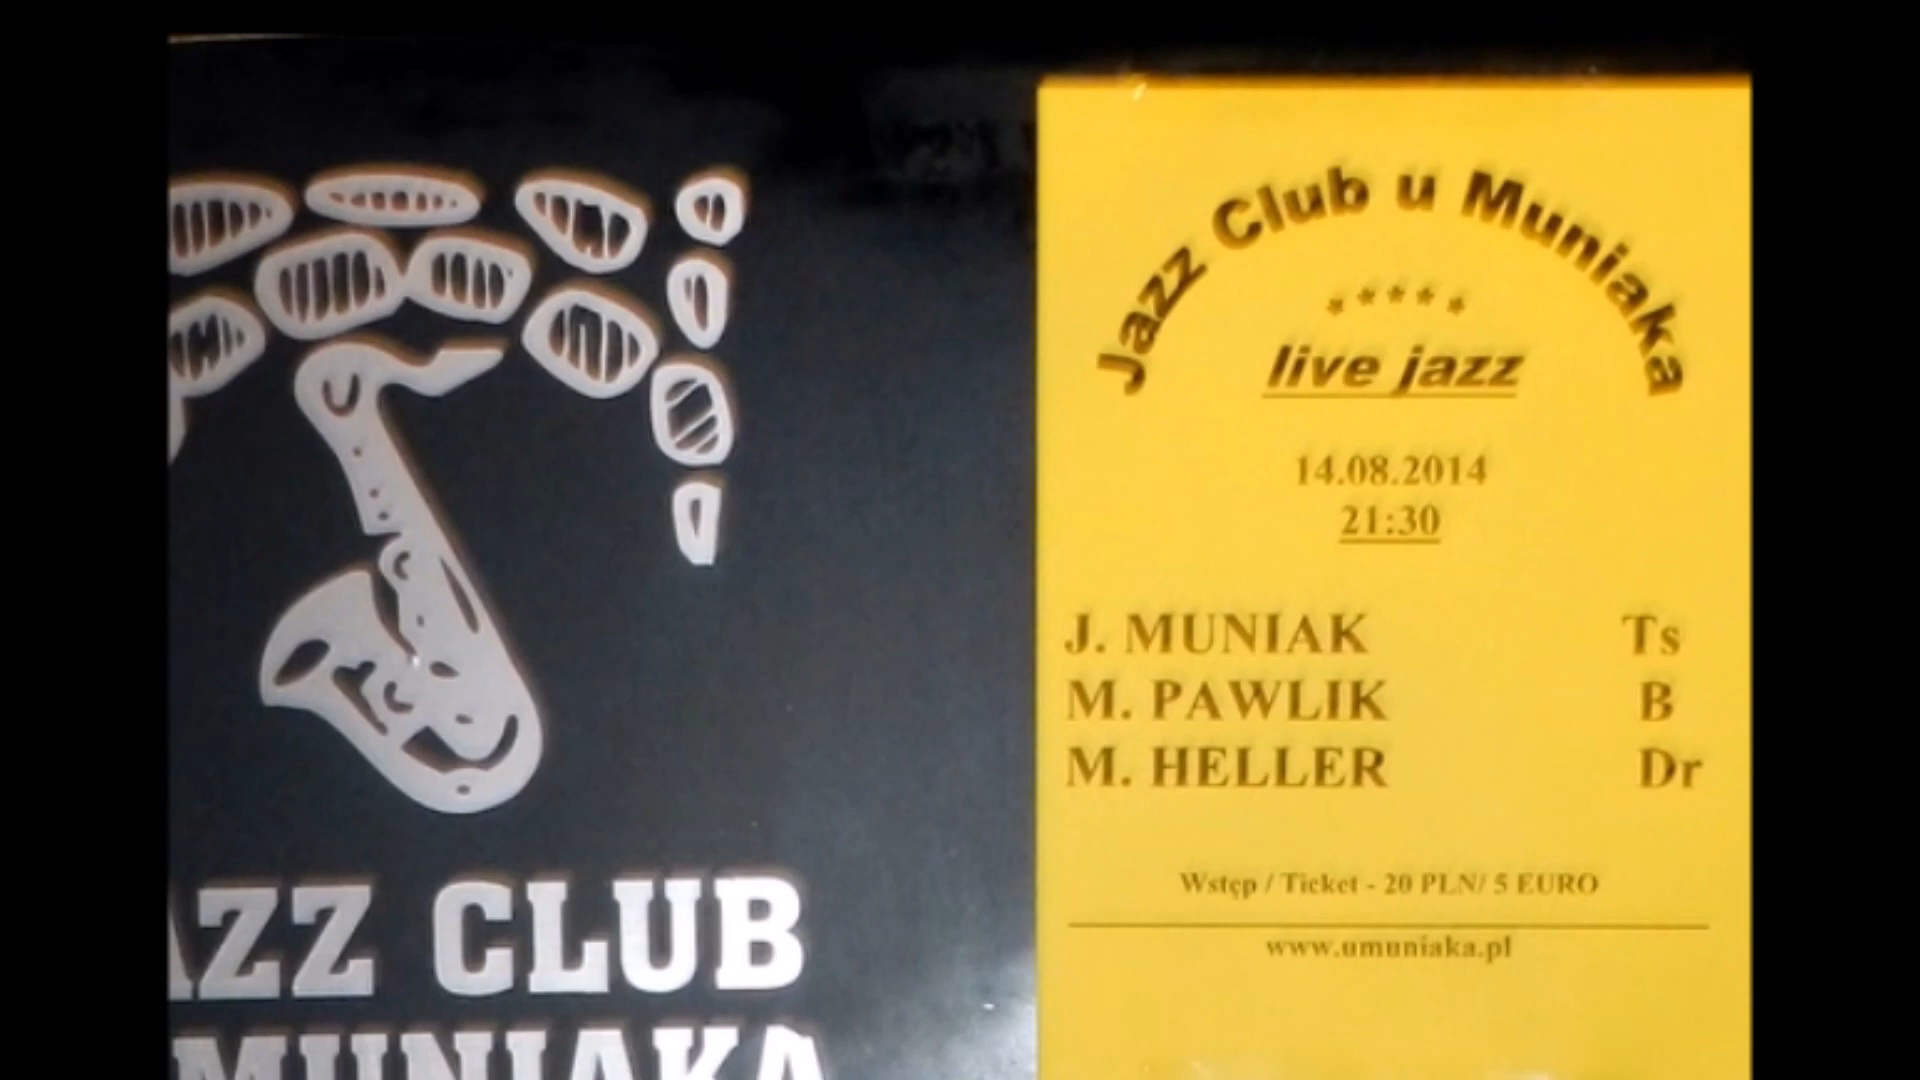 AZZ CLUB
MUNIAKA
Jazz Club u Muniaka
* * * * *
live jazz
14.08.2014
21:30
J. MUNIAK Ts
M. PAWLIK B
M. HELLER Dr
Wstęp / Ticket - 20 PLN/ 5 EURO
www.umuniaka.pl